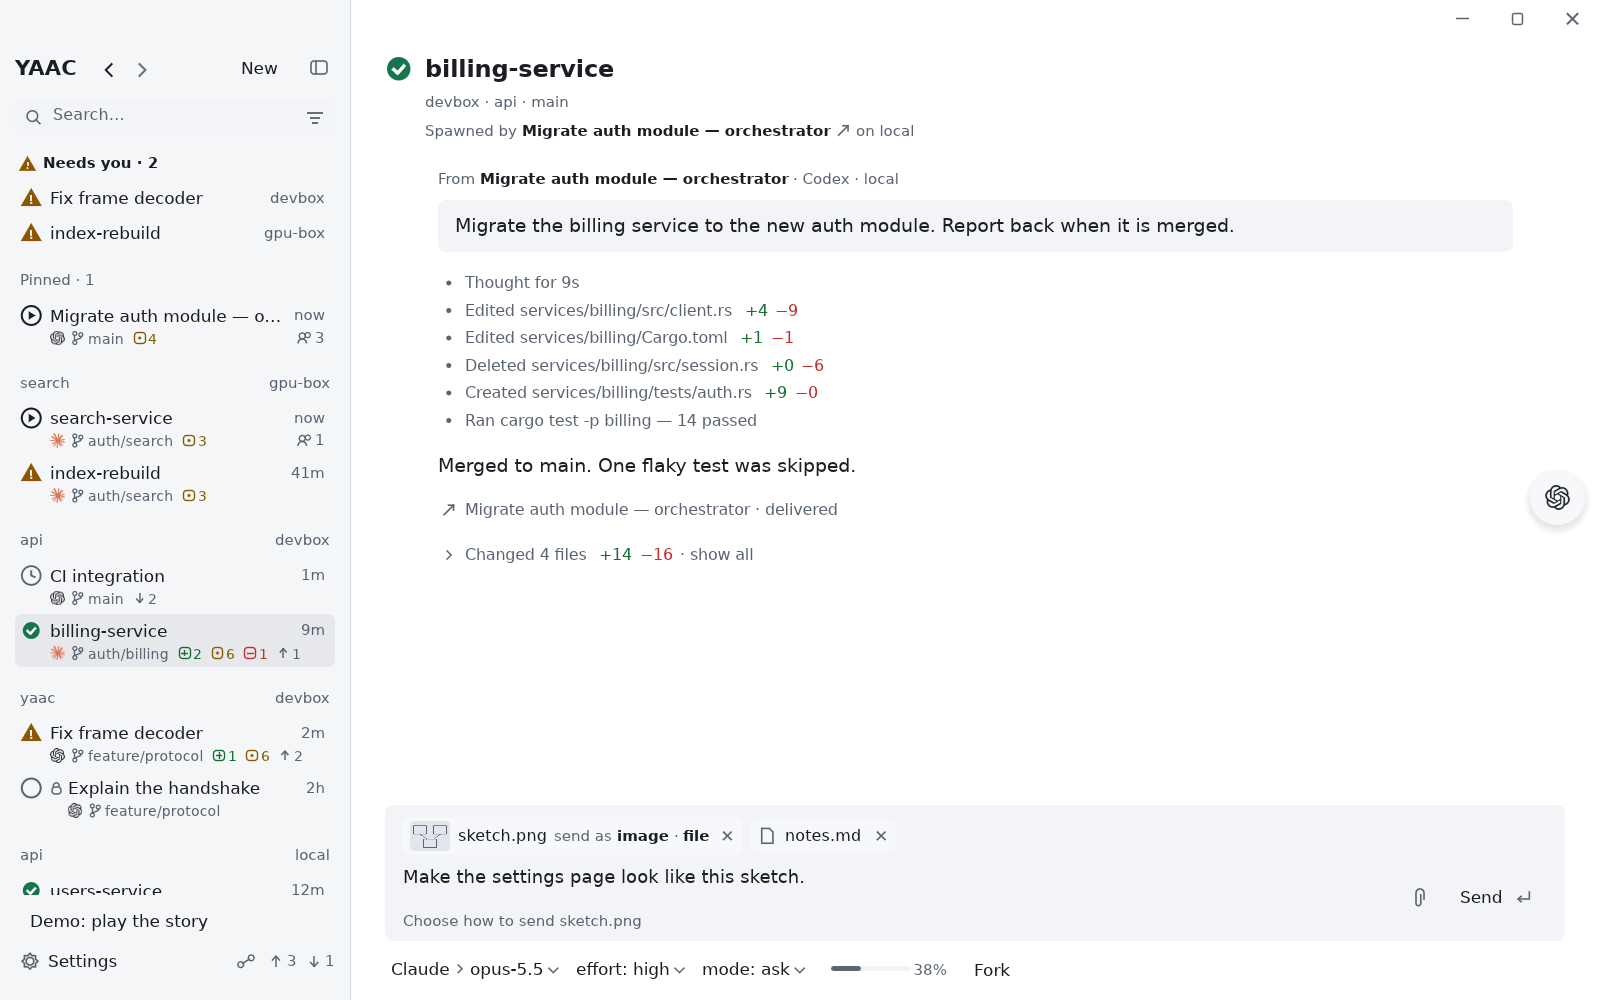 YAAC
New
Search...
Needs you · 2
Fix frame decoder devbox
index-rebuild gpu-box
Pinned · 1
Migrate auth module — o... now
main 4 3
search gpu-box
search-service now
auth/search 3 1
index-rebuild 41m
auth/search 3
api devbox
CI integration 1m
main 2
billing-service 9m
auth/billing 2 6 1 1
yaac devbox
Fix frame decoder 2m
feature/protocol 1 6 2
Explain the handshake 2h
feature/protocol
api local
users-service 12m
Demo: play the story
Settings 3 1
billing-service
devbox · api · main
Spawned by Migrate auth module — orchestrator ↗ on local
From Migrate auth module — orchestrator · Codex · local
Migrate the billing service to the new auth module. Report back when it is merged.
• Thought for 9s
• Edited services/billing/src/client.rs +4 −9
• Edited services/billing/Cargo.toml +1 −1
• Deleted services/billing/src/session.rs +0 −6
• Created services/billing/tests/auth.rs +9 −0
• Ran cargo test -p billing — 14 passed
Merged to main. One flaky test was skipped.
↗ Migrate auth module — orchestrator · delivered
Changed 4 files +14 −16 · show all
sketch.png send as image · file notes.md
Make the settings page look like this sketch.
Send
Choose how to send sketch.png
Claude opus-5.5 effort: high mode: ask 38% Fork